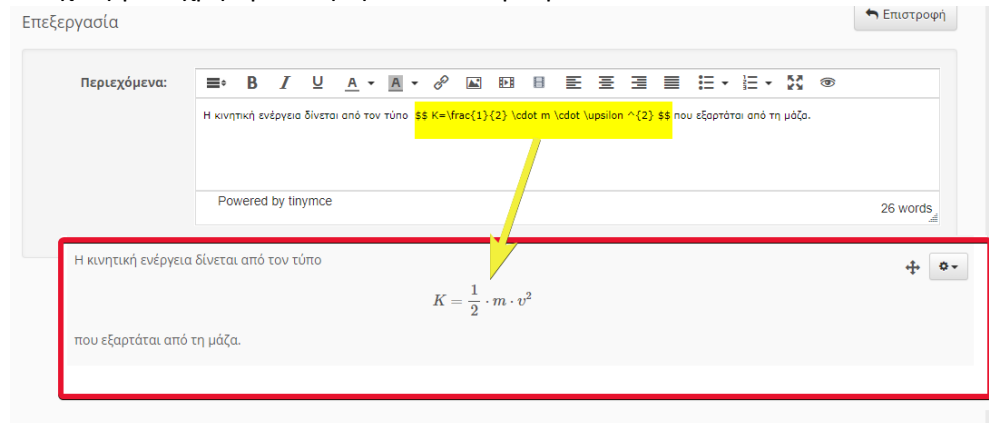 Επεξεργασία
Επιστροφή
Περιεχόμενα:
Η κινητική ενέργεια δίνεται από τον τύπο $$ K=\frac{1}{2} \cdot m \cdot \upsilon ^{2} $$ που εξαρτάται από τη μάζα.
Powered by tinymce
26 words
Η κινητική ενέργεια δίνεται από τον τύπο
K = 1/2 · m · υ²
που εξαρτάται από τη μάζα.